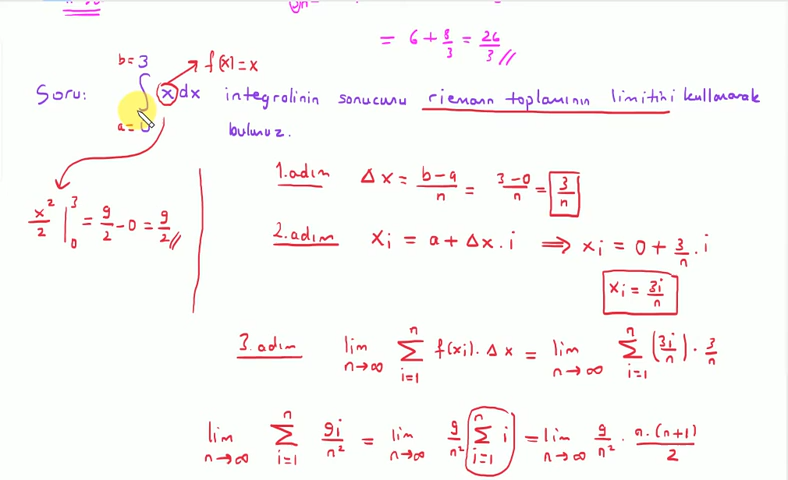 = 6 + 8/3 = 26/3 //
b = 3
f(x) = x
Soru: ∫ x dx integralinin sonucunu riemann toplamının limitini kullanarak
a = 0
bulunuz.
1.adım Δx = b-a/n = 3-0/n = 3/n
x²/2 |₀³ = 9/2 - 0 = 9/2 //
2.adım xᵢ = a + Δx . i ⇒ xᵢ = 0 + 3/n . i
xᵢ = 3i/n
3.adım lim n→∞ ∑ i=1 n f(xᵢ) . Δx = lim n→∞ ∑ i=1 n (3i/n) . 3/n
lim n→∞ ∑ i=1 n 9i/n² = lim n→∞ 9/n² ∑ i=1 n i = lim n→∞ 9/n² . n.(n+1)/2